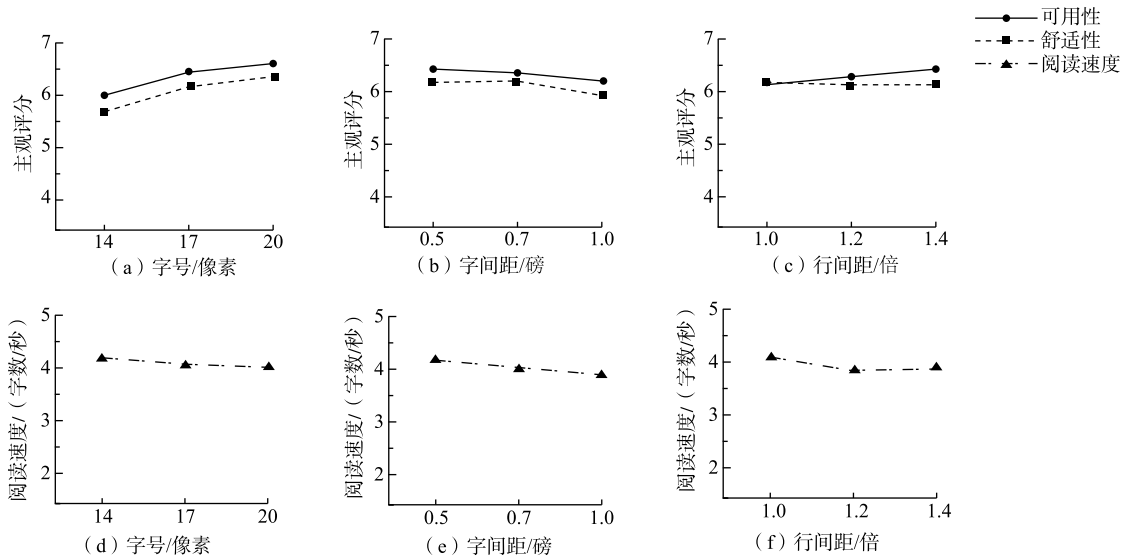 可用性
舒适性
阅读速度
7
6
5
4
主观评分
14 17 20
（a）字号/像素
7
6
5
4
主观评分
0.5 0.7 1.0
（b）字间距/磅
7
6
5
4
主观评分
1.0 1.2 1.4
（c）行间距/倍
5
4
3
2
阅读速度/（字数/秒）
14 17 20
（d）字号/像素
5
4
3
2
阅读速度/（字数/秒）
0.5 0.7 1.0
（e）字间距/磅
5
4
3
2
阅读速度/（字数/秒）
1.0 1.2 1.4
（f）行间距/倍